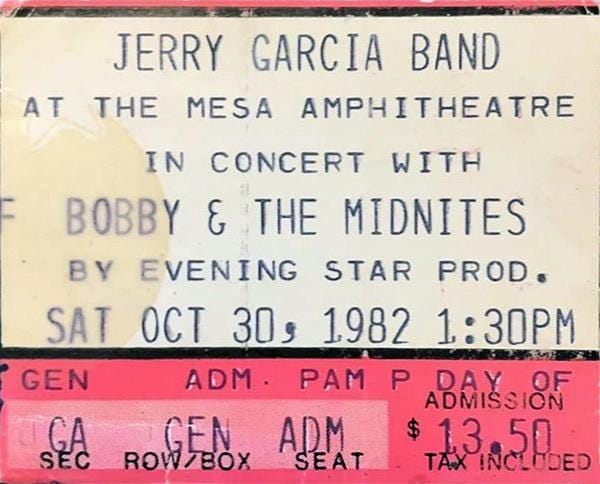 JERRY GARCIA BAND
AT THE MESA AMPHITHEATRE
IN CONCERT WITH
F BOBBY & THE MIDNITES
BY EVENING STAR PROD.
SAT OCT 30, 1982 1:30PM
GEN ADM. PAM P DAY OF
ADMISSION
GA GEN ADM $ 13.50
SEC ROW/BOX SEAT TAX INCLUDED